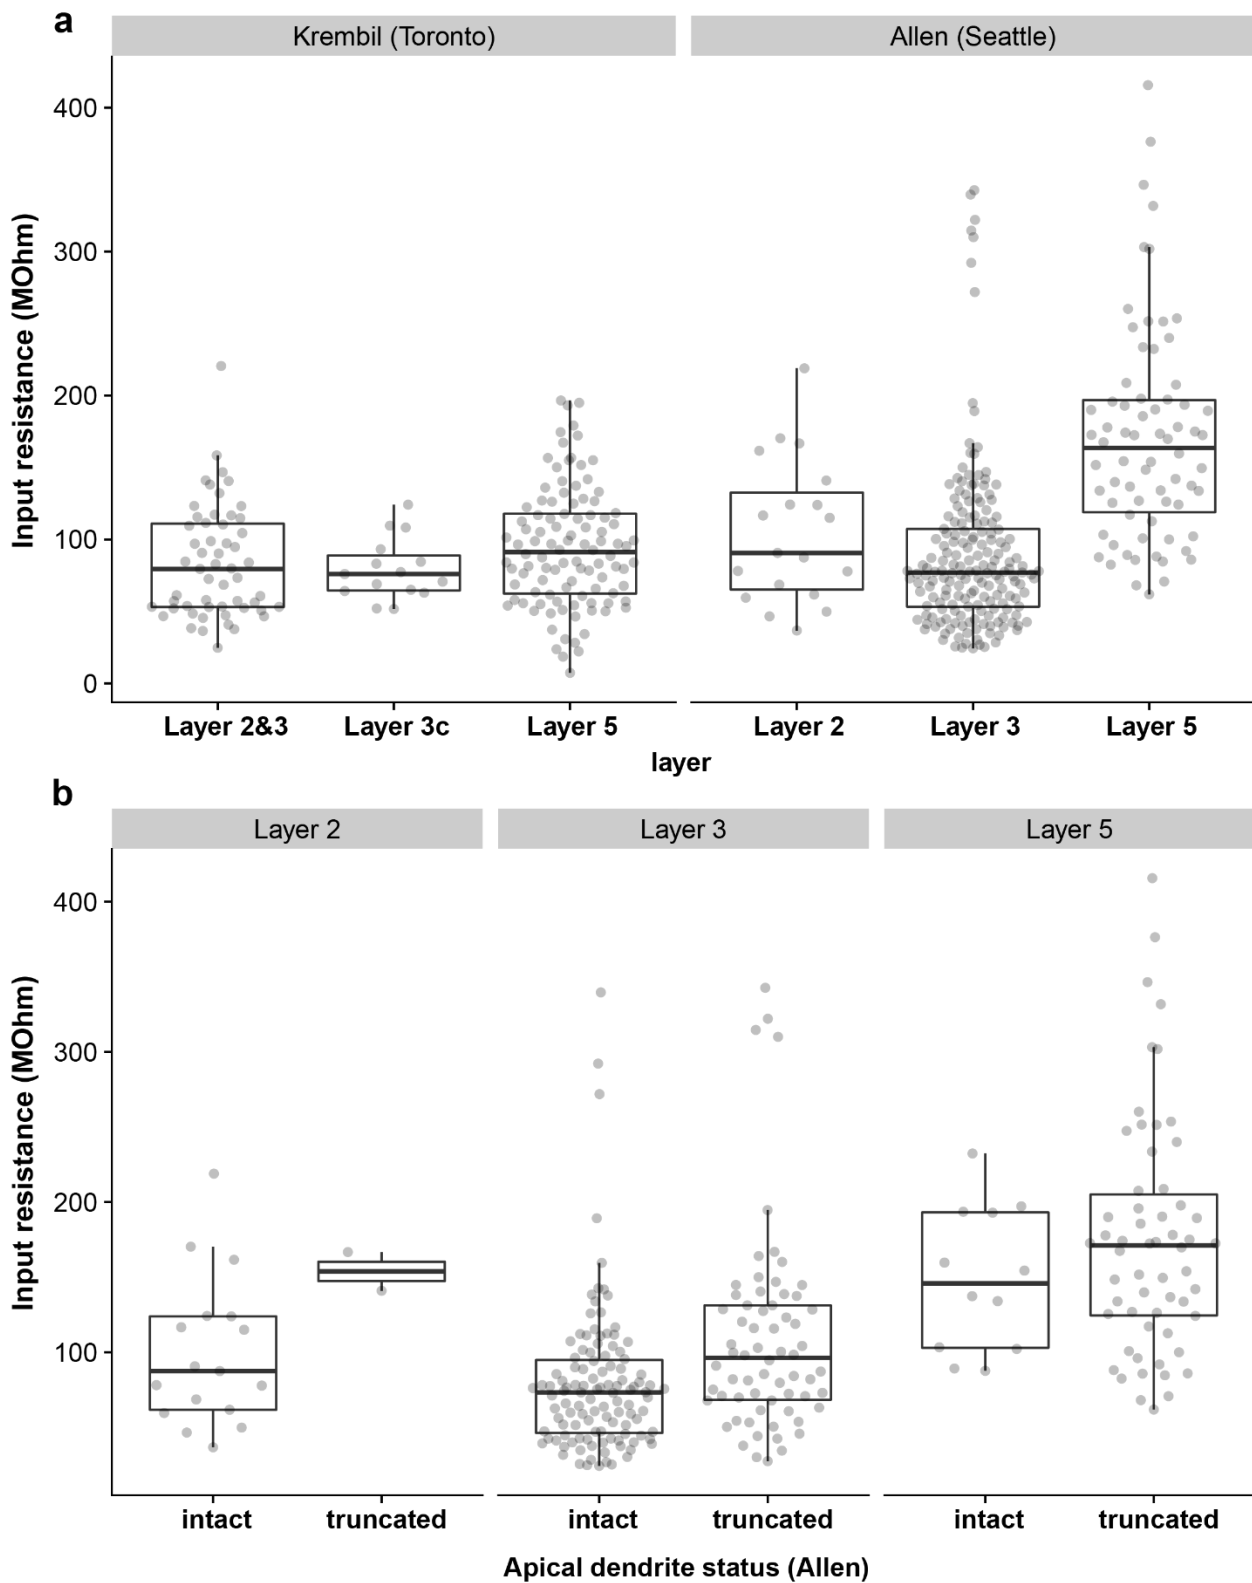 a
Krembil (Toronto)
Allen (Seattle)
Input resistance (MOhm)
400
300
200
100
0
Layer 2&3
Layer 3c
Layer 5
Layer 2
Layer 3
Layer 5
layer
b
Layer 2
Layer 3
Layer 5
Input resistance (MOhm)
400
300
200
100
intact
truncated
intact
truncated
intact
truncated
Apical dendrite status (Allen)